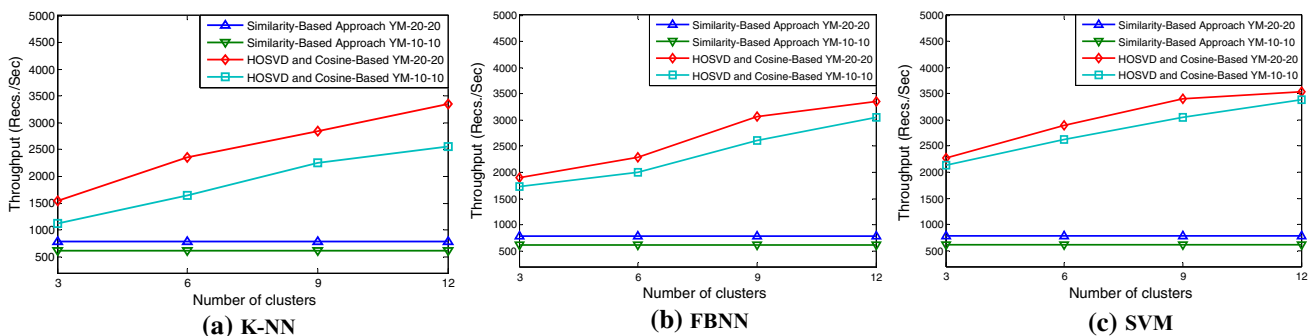 5000
4500
4000
3500
3000
2500
2000
1500
1000
500
Throughput (Recs./Sec)
Similarity-Based Approach YM-20-20
Similarity-Based Approach YM-10-10
HOSVD and Cosine-Based YM-20-20
HOSVD and Cosine-Based YM-10-10
3 6 9 12
Number of clusters
(a) K-NN
5000
4500
4000
3500
3000
2500
2000
1500
1000
500
Throughput (Recs./Sec)
Similarity-Based Approach YM-20-20
Similarity-Based Approach YM-10-10
HOSVD and Cosine-Based YM-20-20
HOSVD and Cosine-Based YM-10-10
3 6 9 12
Number of clusters
(b) FBNN
5000
4500
4000
3500
3000
2500
2000
1500
1000
500
Throughput (Recs./Sec)
Similarity-Based Approach YM-20-20
Similarity-Based Approach YM-10-10
HOSVD and Cosine-Based YM-20-20
HOSVD and Cosine-Based YM-10-10
3 6 9 12
Number of clusters
(c) SVM